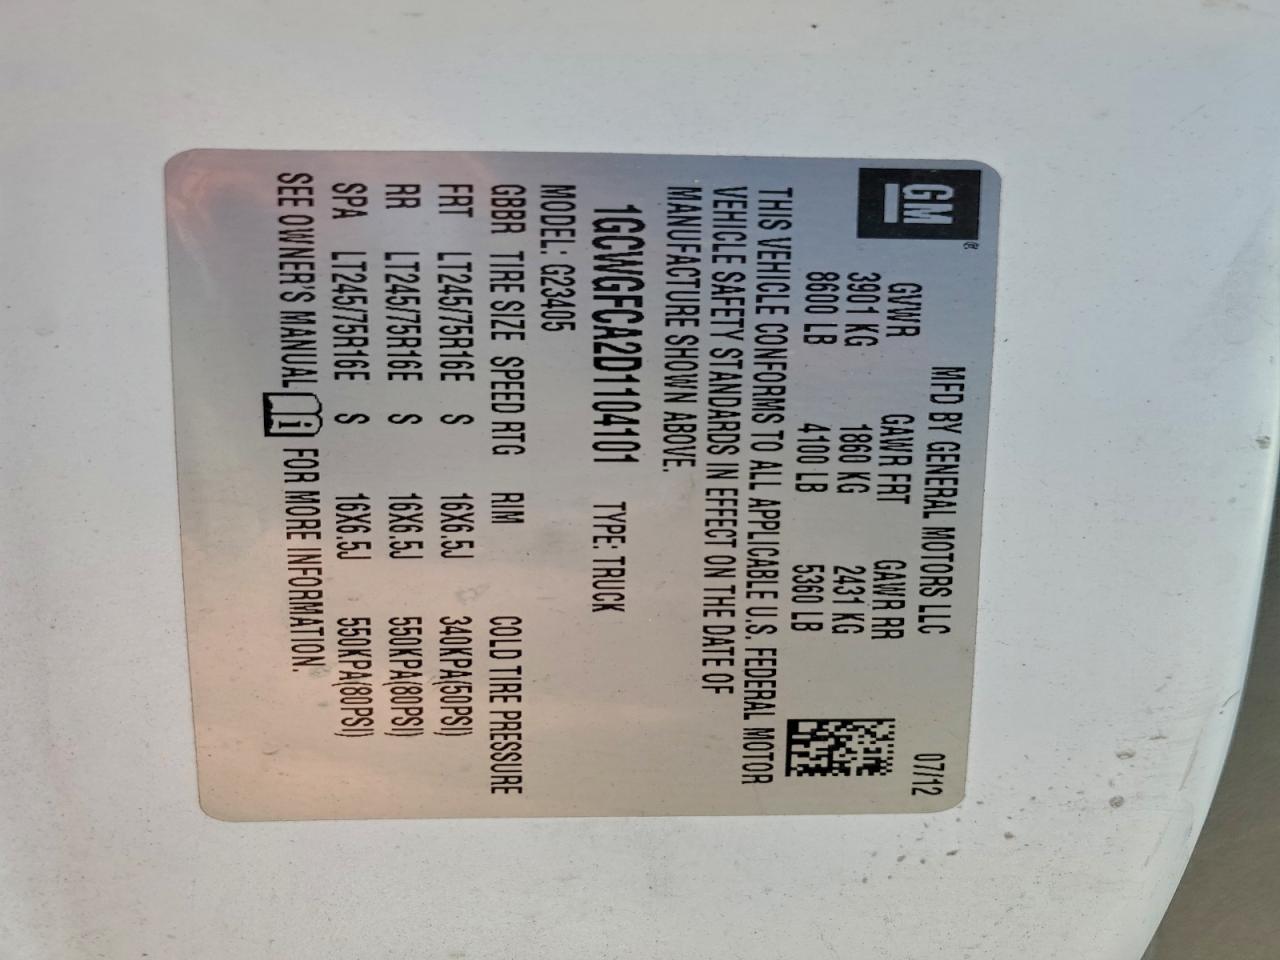 GM®
MFD BY GENERAL MOTORS LLC 07/12
GVWR GAWR FRT GAWR RR
3901 KG 1860 KG 2431 KG
8600 LB 4100 LB 5360 LB
THIS VEHICLE CONFORMS TO ALL APPLICABLE U.S. FEDERAL MOTOR
VEHICLE SAFETY STANDARDS IN EFFECT ON THE DATE OF
MANUFACTURE SHOWN ABOVE.
1GCWGFCA2D1104101 TYPE: TRUCK
MODEL: G23405
GBBR TIRE SIZE SPEED RTG RIM COLD TIRE PRESSURE
FRT LT245/75R16E S 16X6.5J 340KPA(50PSI)
RR LT245/75R16E S 16X6.5J 550KPA(80PSI)
SPA LT245/75R16E S 16X6.5J 550KPA(80PSI)
SEE OWNER'S MANUAL i FOR MORE INFORMATION.